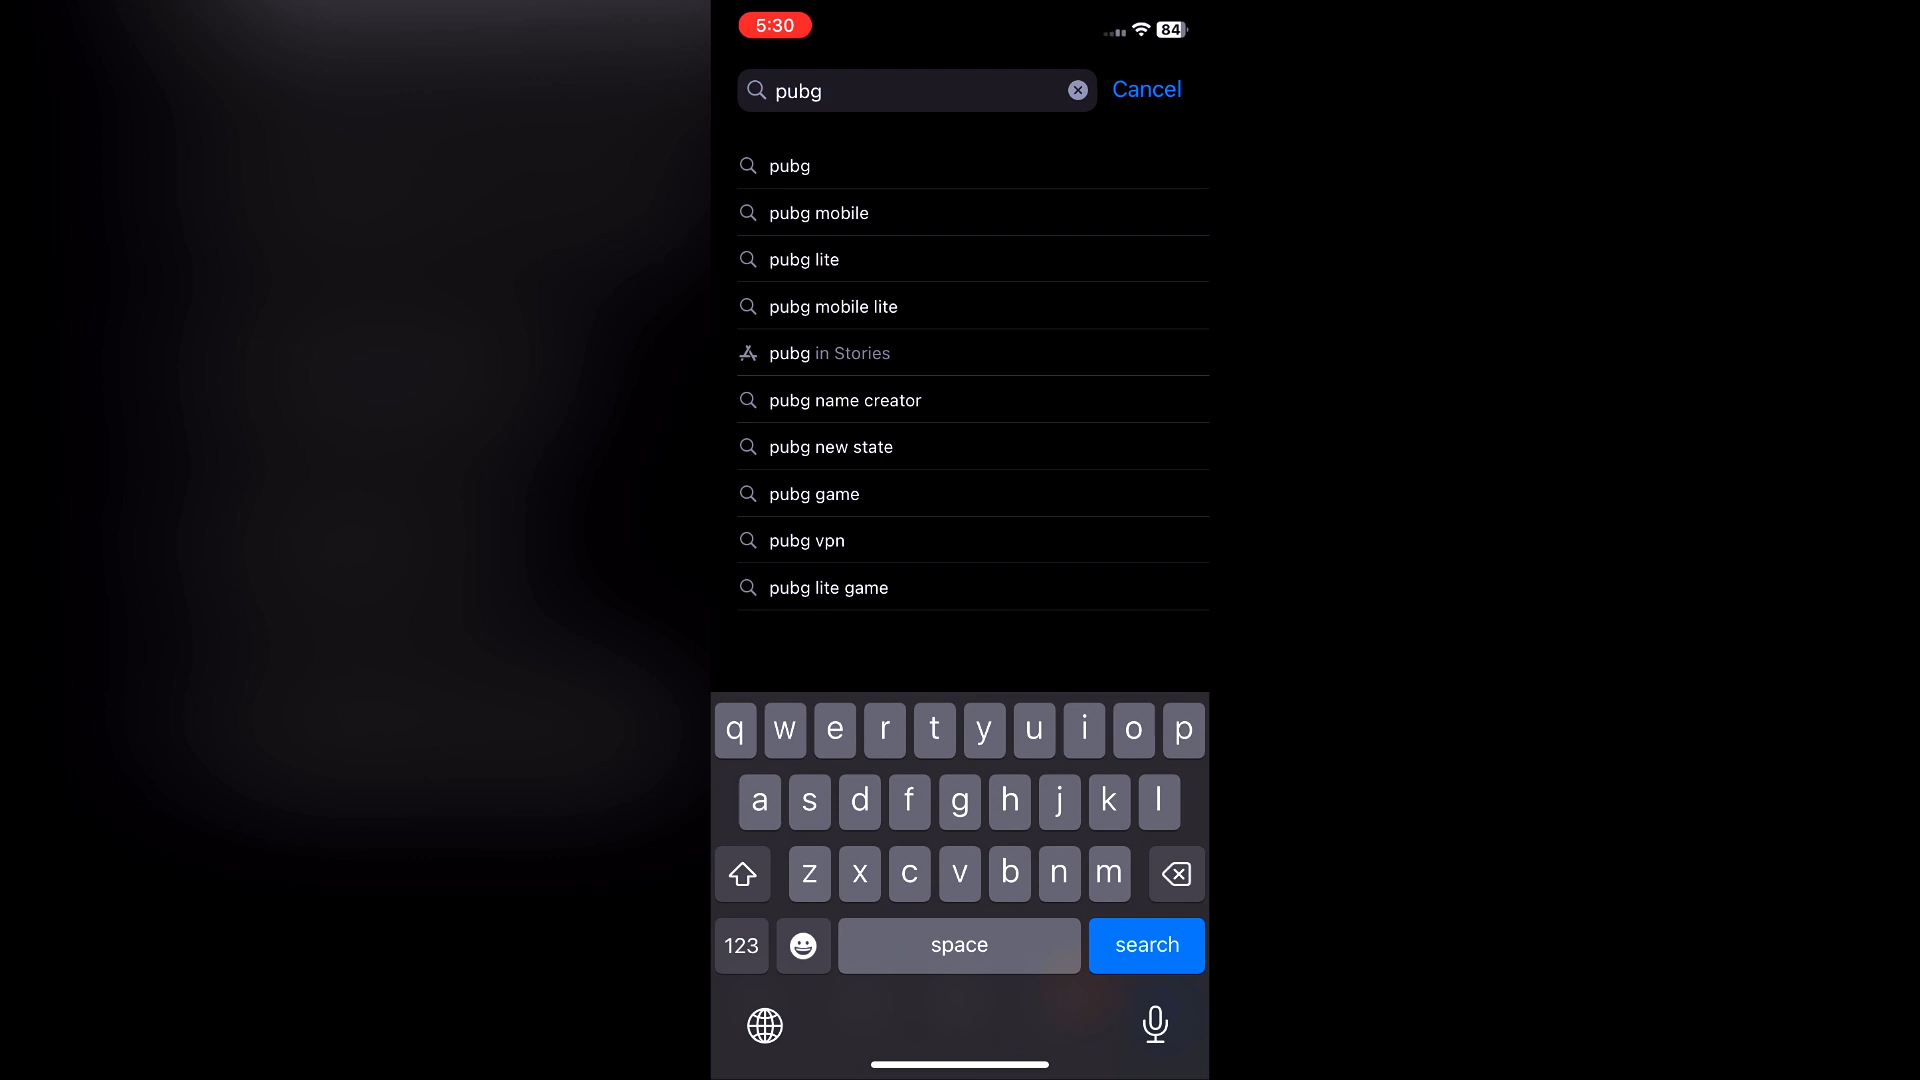 5:30
84
pubg
Cancel
pubg
pubg mobile
pubg lite
pubg mobile lite
pubg in Stories
pubg name creator
pubg new state
pubg game
pubg vpn
pubg lite game
q w e r t y u i o p
a s d f g h j k l
z x c v b n m
123 space search